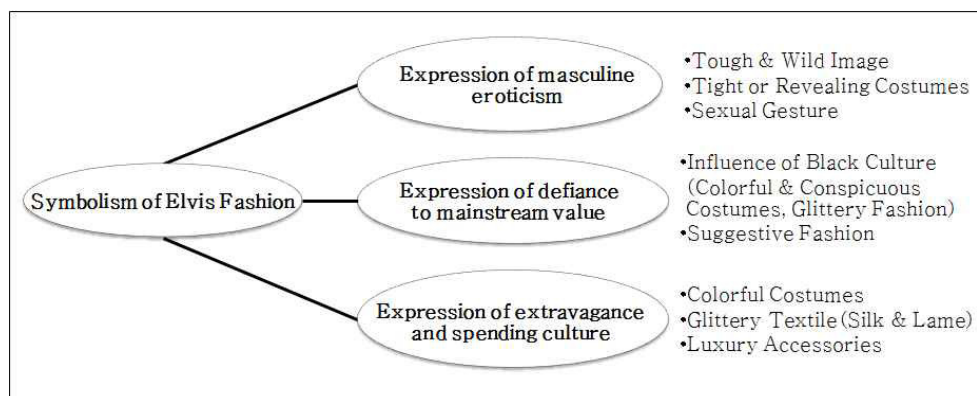 Symbolism of Elvis Fashion
Expression of masculine
eroticism
•Tough & Wild Image
•Tight or Revealing Costumes
•Sexual Gesture
Expression of defiance
to mainstream value
•Influence of Black Culture
(Colorful & Conspicuous
Costumes, Glittery Fashion)
•Suggestive Fashion
Expression of extravagance
and spending culture
•Colorful Costumes
•Glittery Textile(Silk & Lame)
•Luxury Accessories